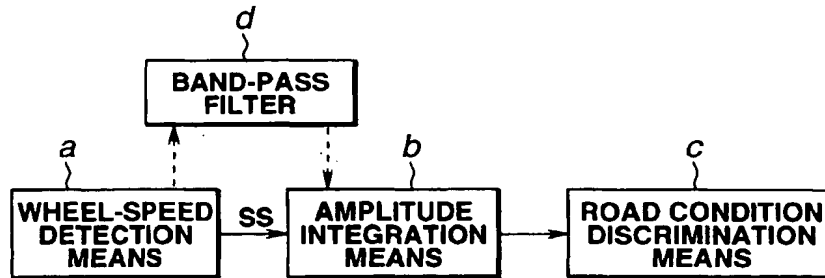 d
BAND-PASS
FILTER
a
b
c
WHEEL-SPEED
DETECTION
MEANS
SS
AMPLITUDE
INTEGRATION
MEANS
ROAD CONDITION
DISCRIMINATION
MEANS